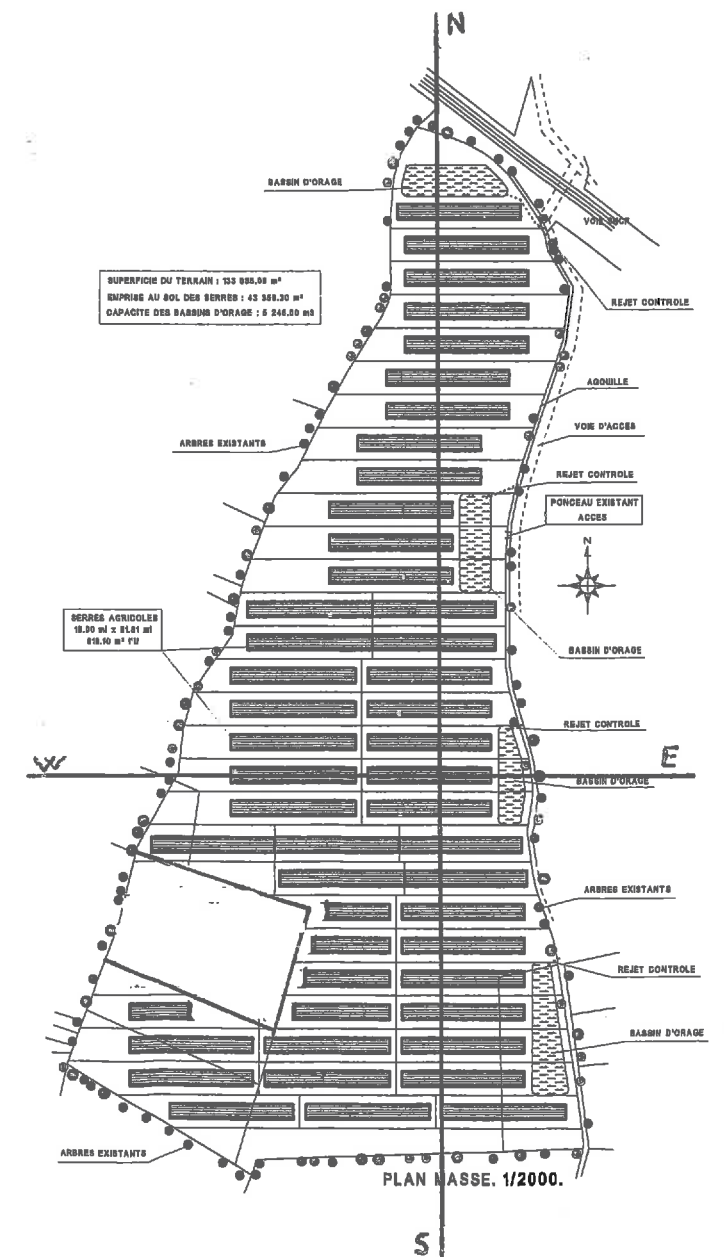 N
BASSIN D'ORAGE
VOIE SNCF
SUPERFICIE DU TERRAIN : 133 885,05 m²
EMPRISE AU SOL DES SERRES : 43 358.30 m²
CAPACITE DES BASSINS D'ORAGE : 5 245.00 m3
REJET CONTROLE
AGOUILLE
VOIE D'ACCES
ARBRES EXISTANTS
REJET CONTROLE
PONCEAU EXISTANT
ACCES
N
SERRES AGRICOLES
BASSIN D'ORAGE
REJET CONTROLE
W
E
BASSIN D'ORAGE
ARBRES EXISTANTS
REJET CONTROLE
BASSIN D'ORAGE
ARBRES EXISTANTS
PLAN MASSE. 1/2000.
S